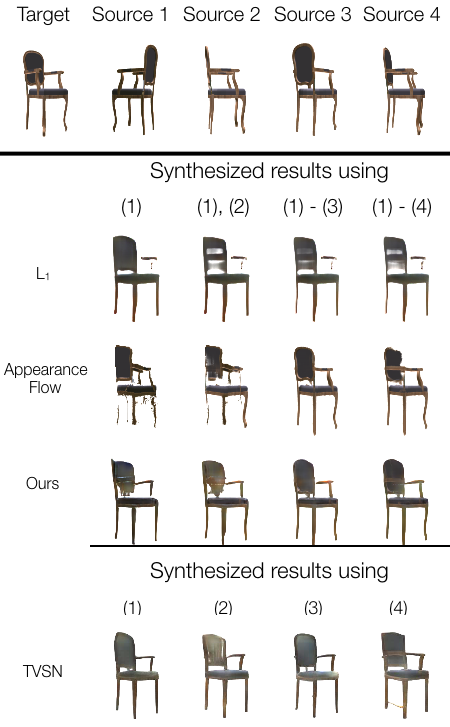 Target Source 1 Source 2 Source 3 Source 4
Synthesized results using
(1) (1), (2) (1) - (3) (1) - (4)
L1
Appearance
Flow
Ours
Synthesized results using
(1) (2) (3) (4)
TVSN